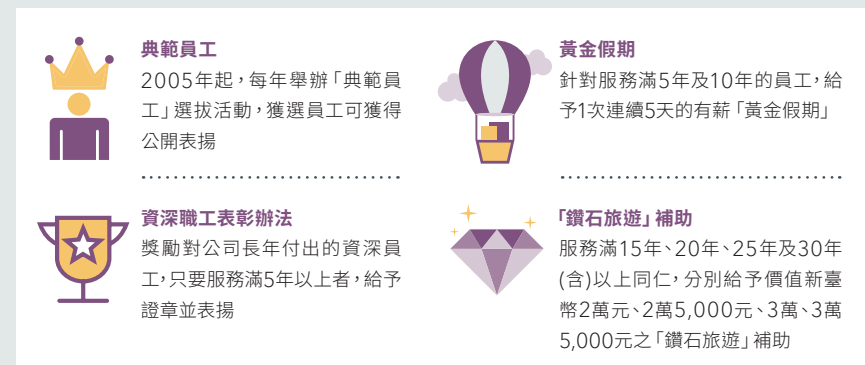 典範員工
2005年起，每年舉辦「典範員
工」選拔活動，獲選員工可獲得
公開表揚
資深職工表彰辦法
獎勵對公司長年付出的資深員
工，只要服務滿5年以上者，給予
證章並表揚
黃金假期
針對服務滿5年及10年的員工，給
予1次連續5天的有薪「黃金假期」
「鑽石旅遊」補助
服務滿15年、20年、25年及30年
(含)以上同仁，分別給予價值新臺
幣2萬元、2萬5,000元、3萬、3萬
5,000元之「鑽石旅遊」補助